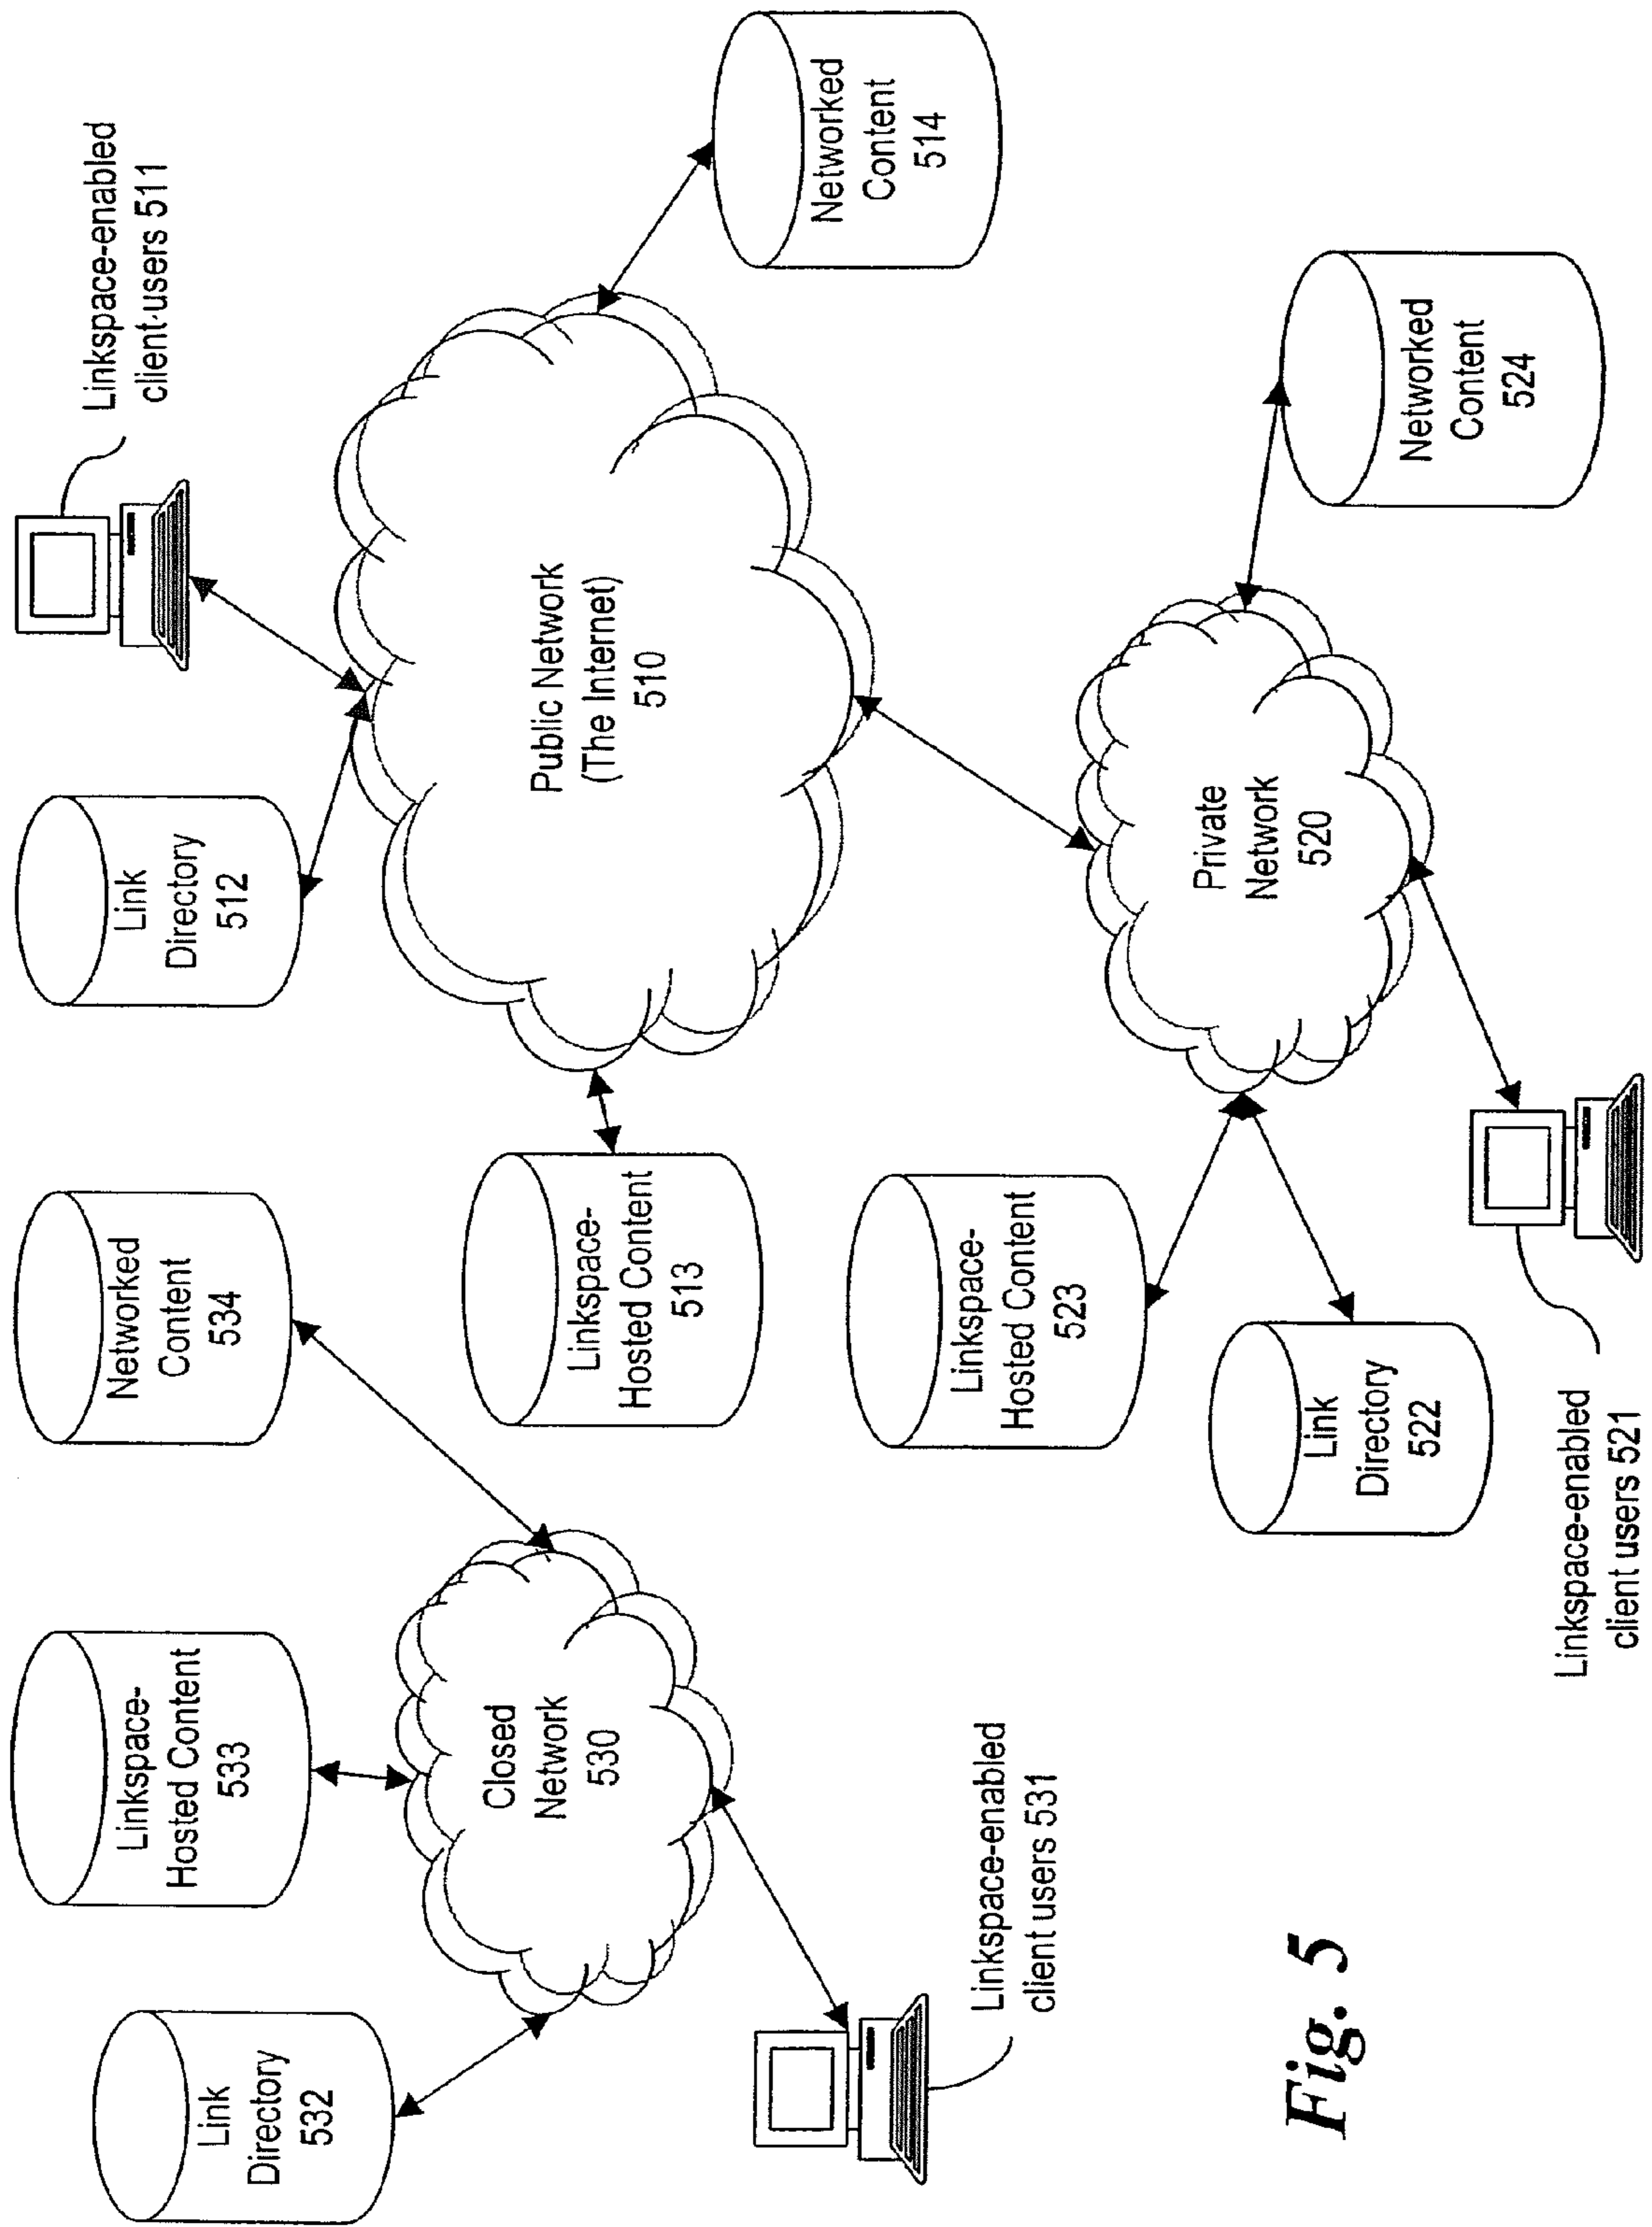 Link
Directory
532
Linkspace-
Hosted Content
533
Networked
Content
534
Link
Directory
512
Linkspace-enabled
client users 511
Closed
Network
530
Linkspace-
Hosted Content
513
Public Network
(The Internet)
510
Networked
Content
514
Linkspace-enabled
client users 531
Linkspace-
Hosted Content
523
Private
Network
520
Link
Directory
522
Networked
Content
524
Linkspace-enabled
client users 521
Fig. 5